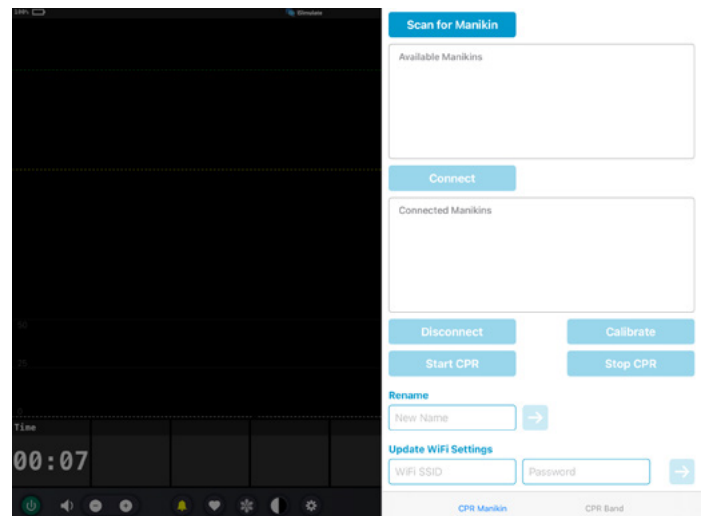 100%
Simulate
50
25
0
Time
00:07
Scan for Manikin
Available Manikins
Connect
Connected Manikins
Disconnect
Calibrate
Start CPR
Stop CPR
Rename
New Name
Update WiFi Settings
WiFi SSID
Password
CPR Manikin
CPR Band